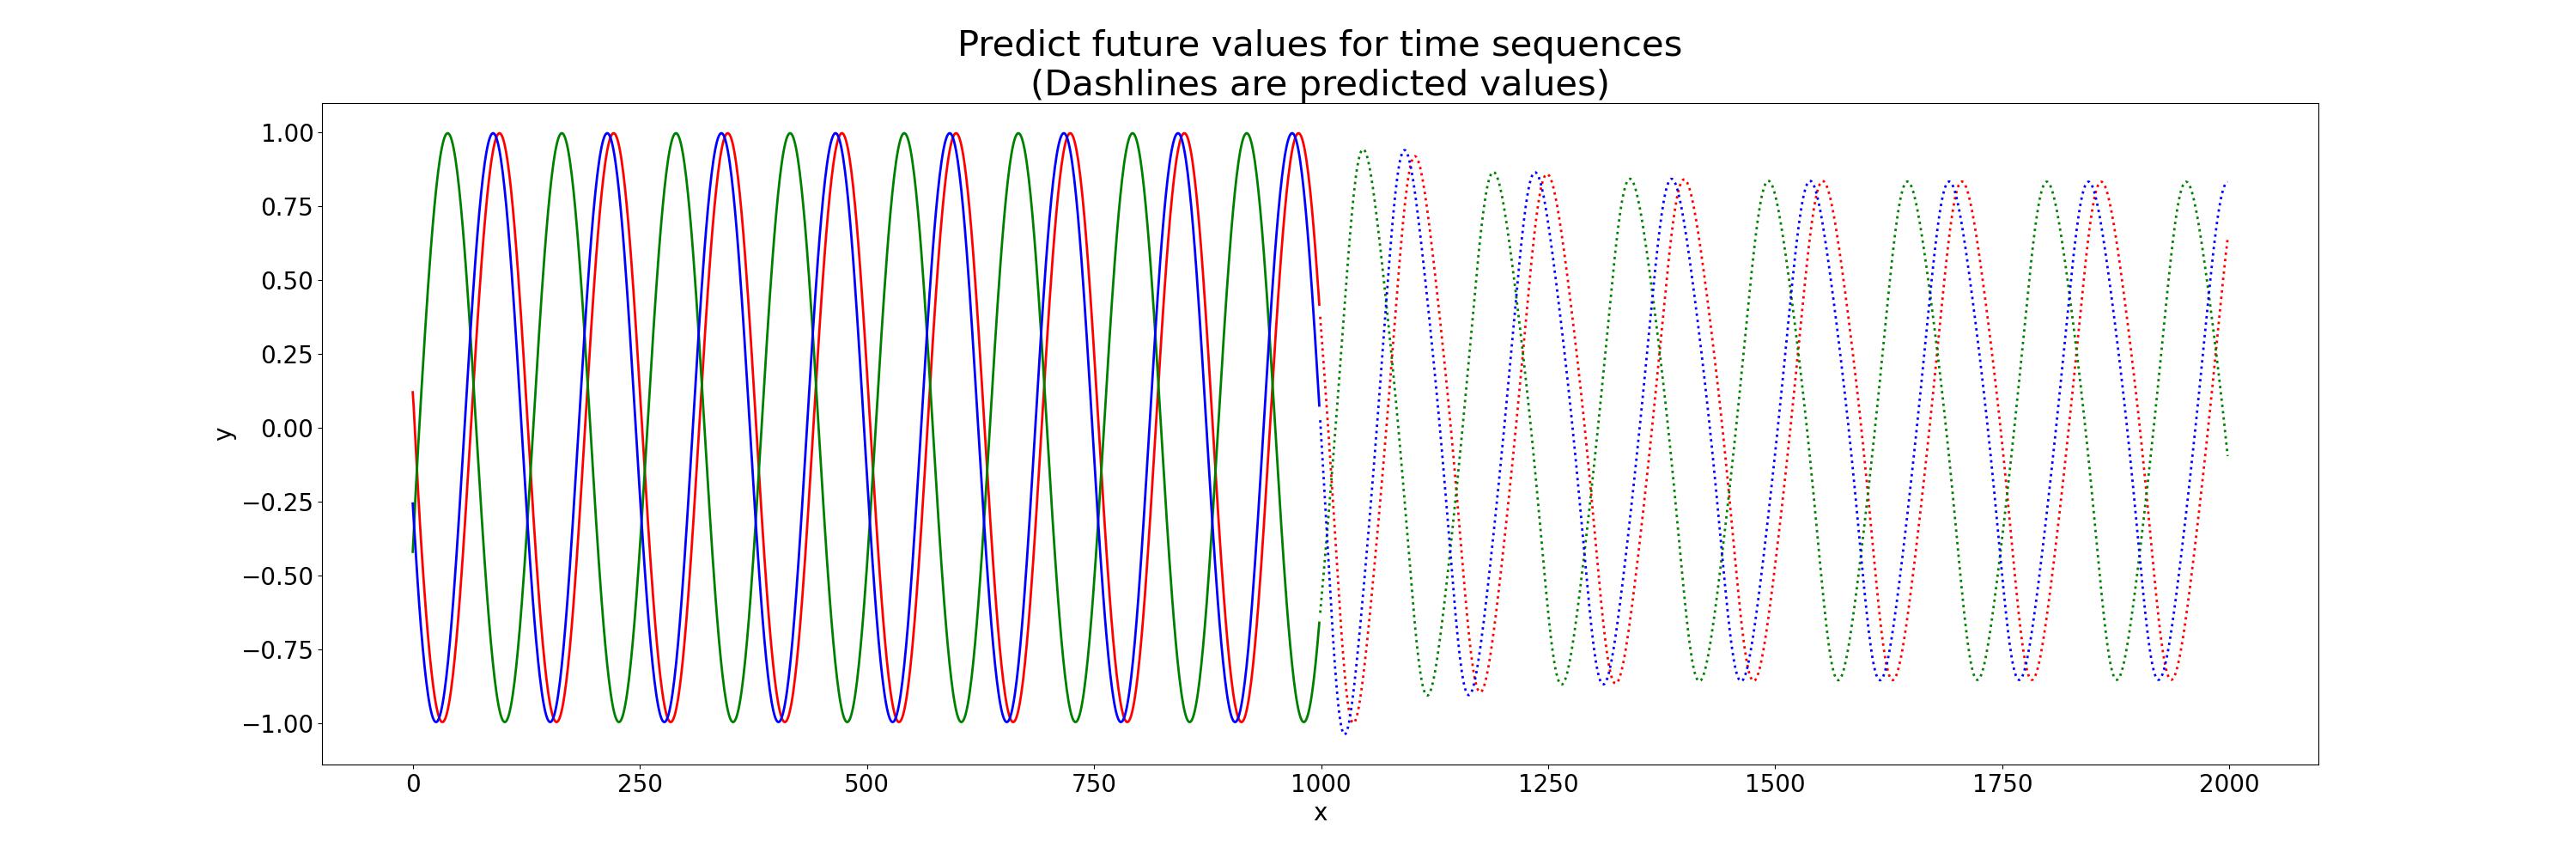 Predict future values for time sequences
(Dashlines are predicted values)
1.00
0.75
0.50
0.25
0.00
−0.25
−0.50
−0.75
−1.00
y
0 250 500 750 1000 1250 1500 1750 2000
x